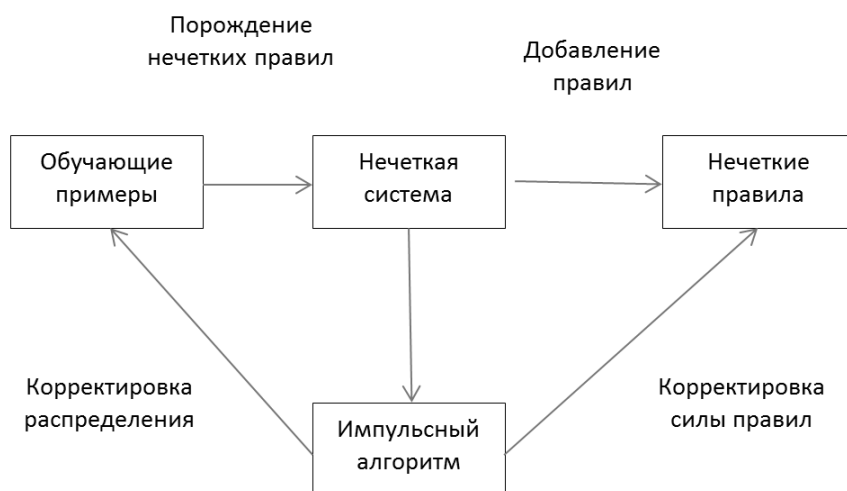 Порождение
нечетких правил
Добавление
правил
Обучающие
примеры
Нечеткая
система
Нечеткие
правила
Корректировка
распределения
Импульсный
алгоритм
Корректировка
силы правил